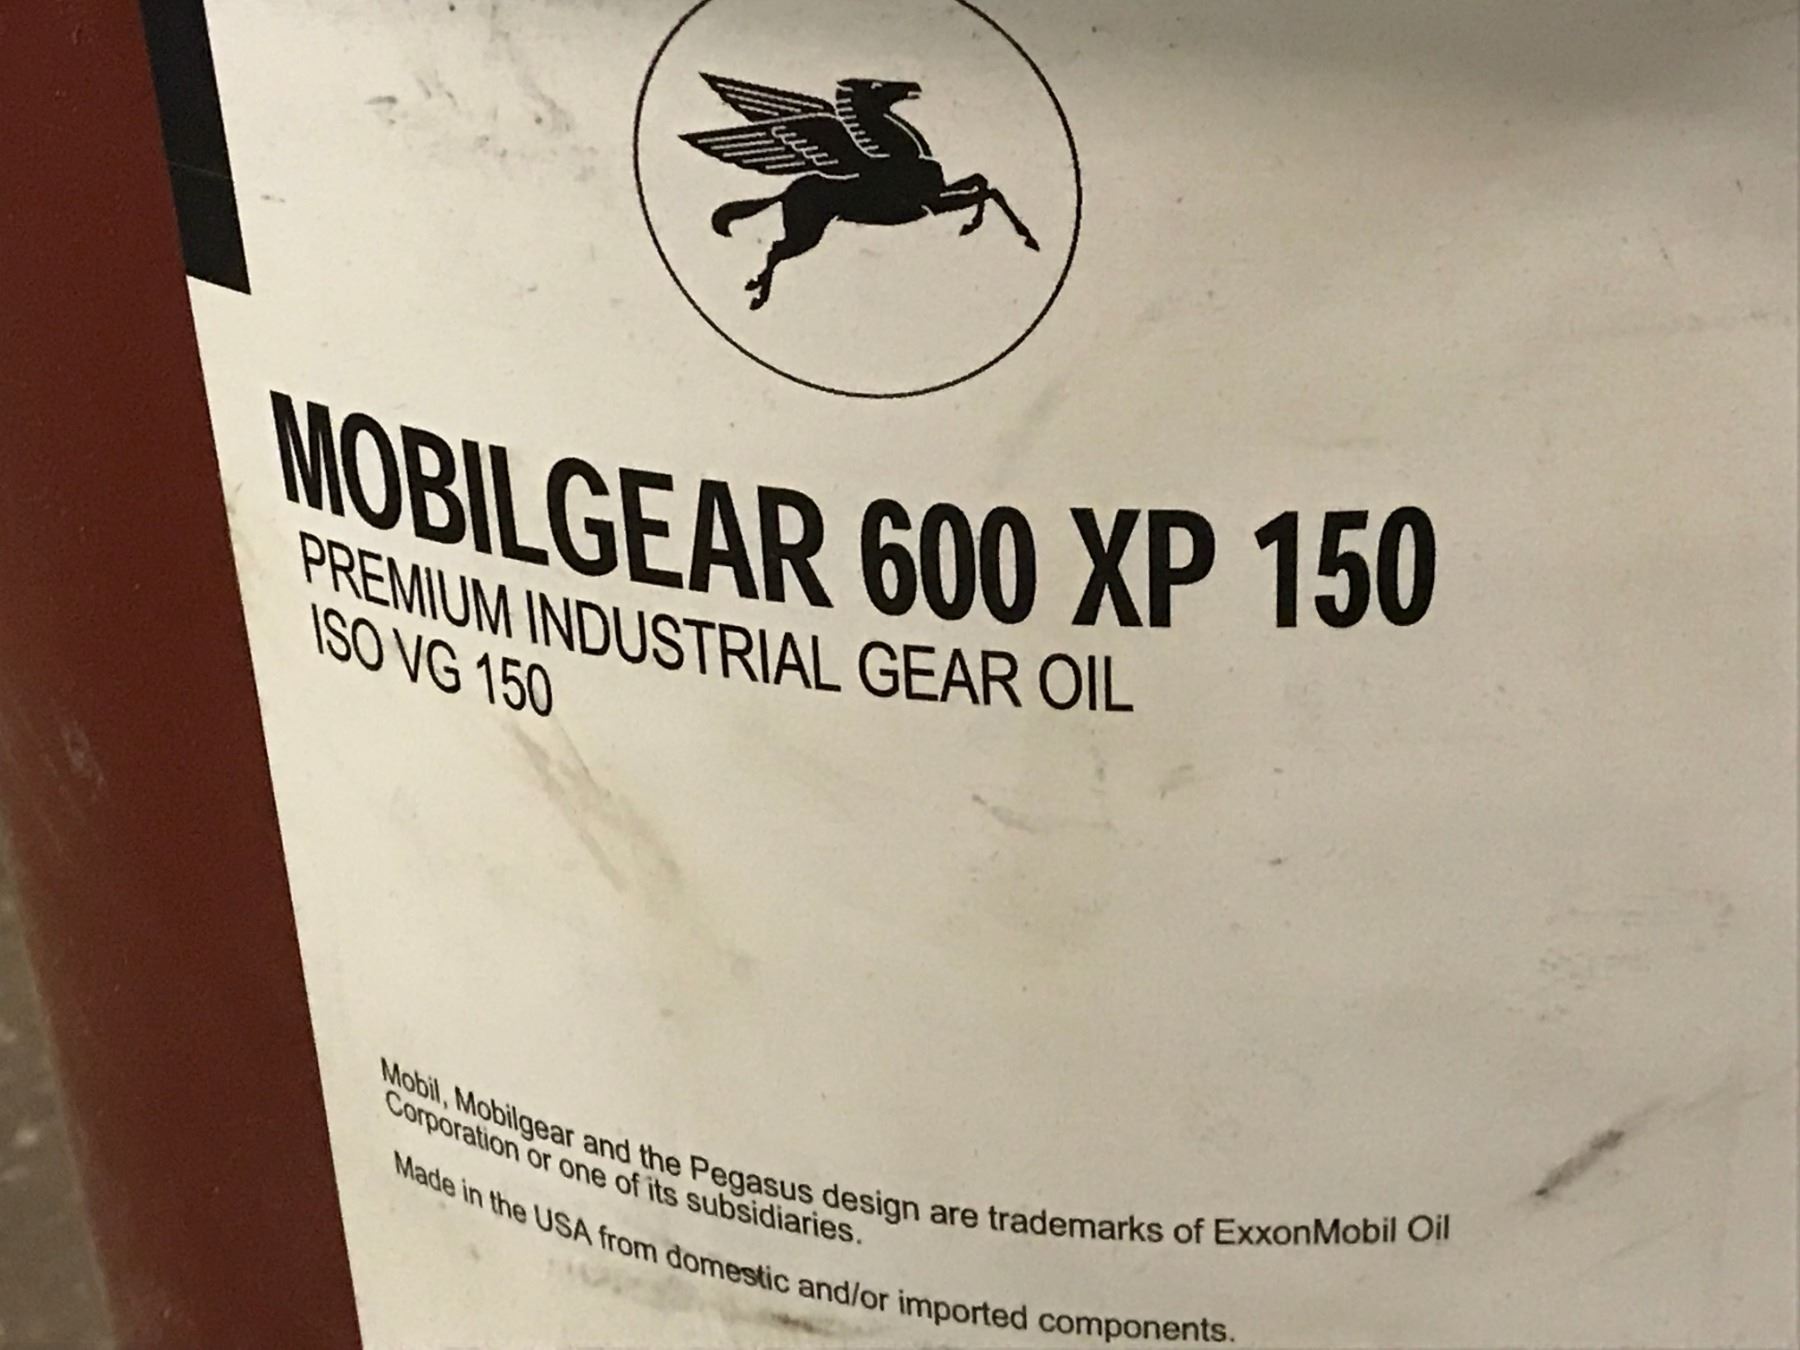 MOBILGEAR 600 XP 150
PREMIUM INDUSTRIAL GEAR OIL
ISO VG 150
Mobil, Mobilgear and the Pegasus design are trademarks of ExxonMobil Oil
Corporation or one of its subsidiaries.
Made in the USA from domestic and/or imported components.